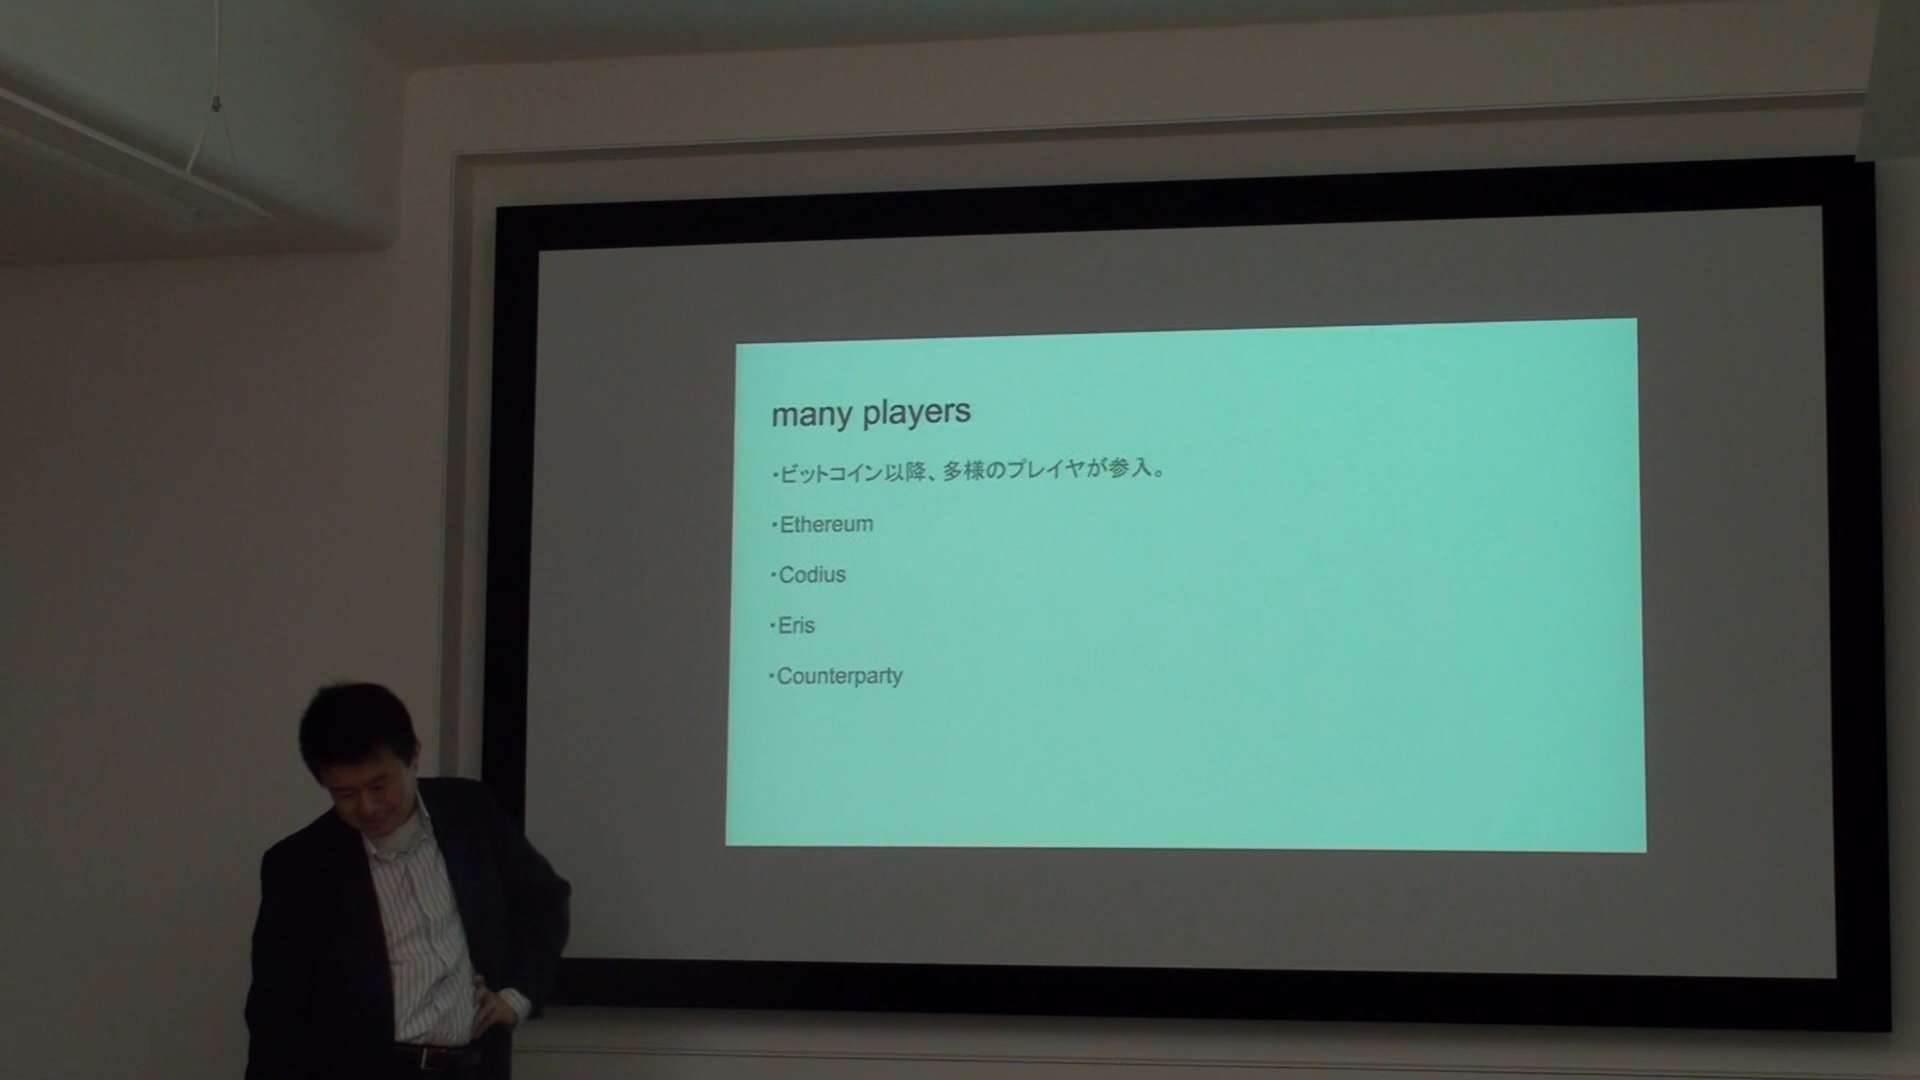 many players
・ビットコイン以降、多様のプレイヤが参入。
・Ethereum
・Codius
・Eris
・Counterparty